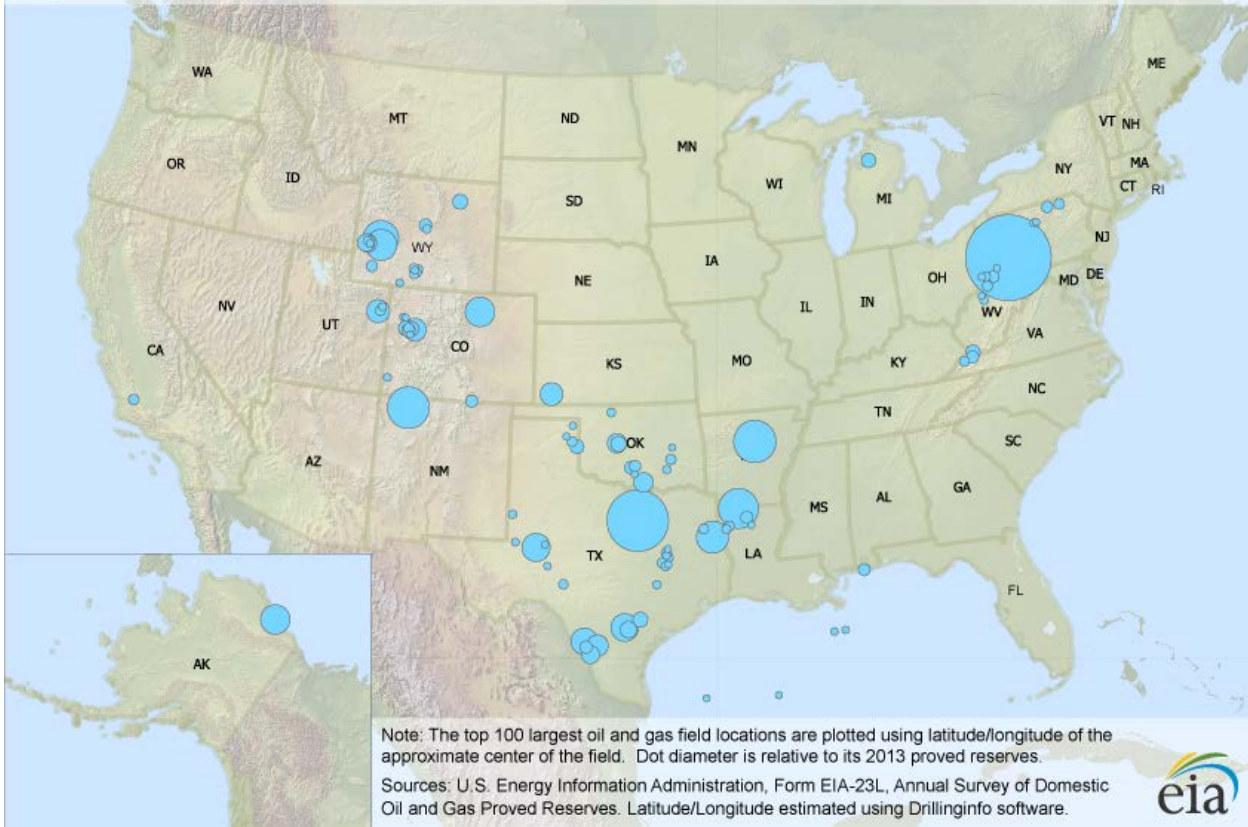 WA
ME
MT
ND
VT
NH
MN
OR
NY
MA
ID
WI
CT
RI
SD
MI
WY
IA
NJ
NE
OH
DE
MD
NV
IL
IN
UT
WV
CO
VA
CA
KS
MO
KY
NC
TN
OK
SC
AZ
NM
GA
MS
AL
TX
LA
FL
AK
Note: The top 100 largest oil and gas field locations are plotted using latitude/longitude of the
approximate center of the field. Dot diameter is relative to its 2013 proved reserves.
Sources: U.S. Energy Information Administration, Form EIA-23L, Annual Survey of Domestic
Oil and Gas Proved Reserves. Latitude/Longitude estimated using Drillinginfo software.
eia